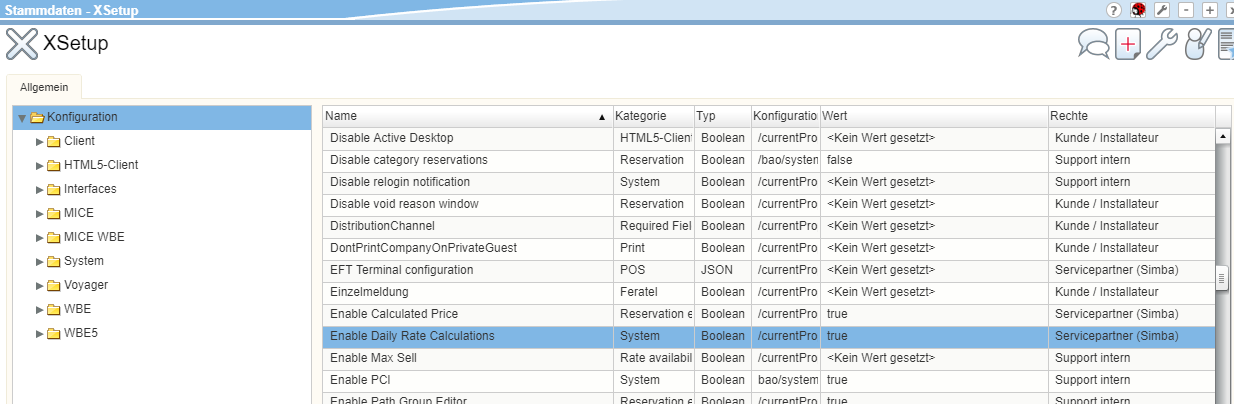 Stammdaten - XSetup
XSetup
Allgemein
Konfiguration
Client
HTML5-Client
Interfaces
MICE
MICE WBE
System
Voyager
WBE
WBE5
Name Kategorie Typ Konfiguratio Wert Rechte
Disable Active Desktop HTML5-Client Boolean /currentPro <Kein Wert gesetzt> Kunde / Installateur
Disable category reservations Reservation Boolean /bao/system false Support intern
Disable relogin notification System Boolean /currentPro <Kein Wert gesetzt> Support intern
Disable void reason window Reservation Boolean /currentPro <Kein Wert gesetzt> Kunde / Installateur
DistributionChannel Required Fiel Boolean /currentPro <Kein Wert gesetzt> Kunde / Installateur
DontPrintCompanyOnPrivateGuest Print Boolean /currentPro <Kein Wert gesetzt> Kunde / Installateur
EFT Terminal configuration POS JSON /currentPro <Kein Wert gesetzt> Servicepartner (Simba)
Einzelmeldung Feratel Boolean /currentPro <Kein Wert gesetzt> Kunde / Installateur
Enable Calculated Price Reservation e Boolean /currentPro true Servicepartner (Simba)
Enable Daily Rate Calculations System Boolean /currentPro true Servicepartner (Simba)
Enable Max Sell Rate availabil Boolean /currentPro <Kein Wert gesetzt> Support intern
Enable PCI System Boolean bao/system true Support intern
Enable Path Group Editor Reservation e Boolean /currentPro true Support intern